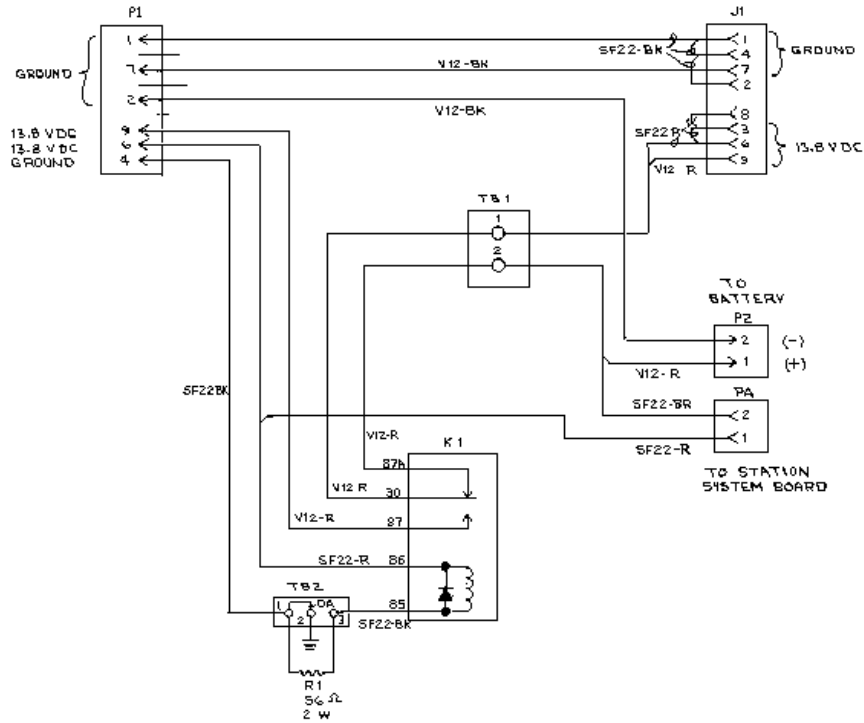 P1
J1
1
7
2
9
6
4
GROUND
13.8 VDC
13.8 VDC
GROUND
SF22-BK
V12-BK
V12-BK
1
4
7
2
8
3
6
9
GROUND
SF22R
V12 R
13.8 VDC
TB1
1
2
TO
BATTERY
P2
2 (-)
1 (+)
V12-R
PA
SF22-BR
2
1
SF22-R
TO STATION
SYSTEM BOARD
SF22BK
V12-R
K1
87A
V12 R
30
V12-R
87
SF22-R
86
TB2
1
2
3
85
SF22-BK
R1
56 Ω
2 W